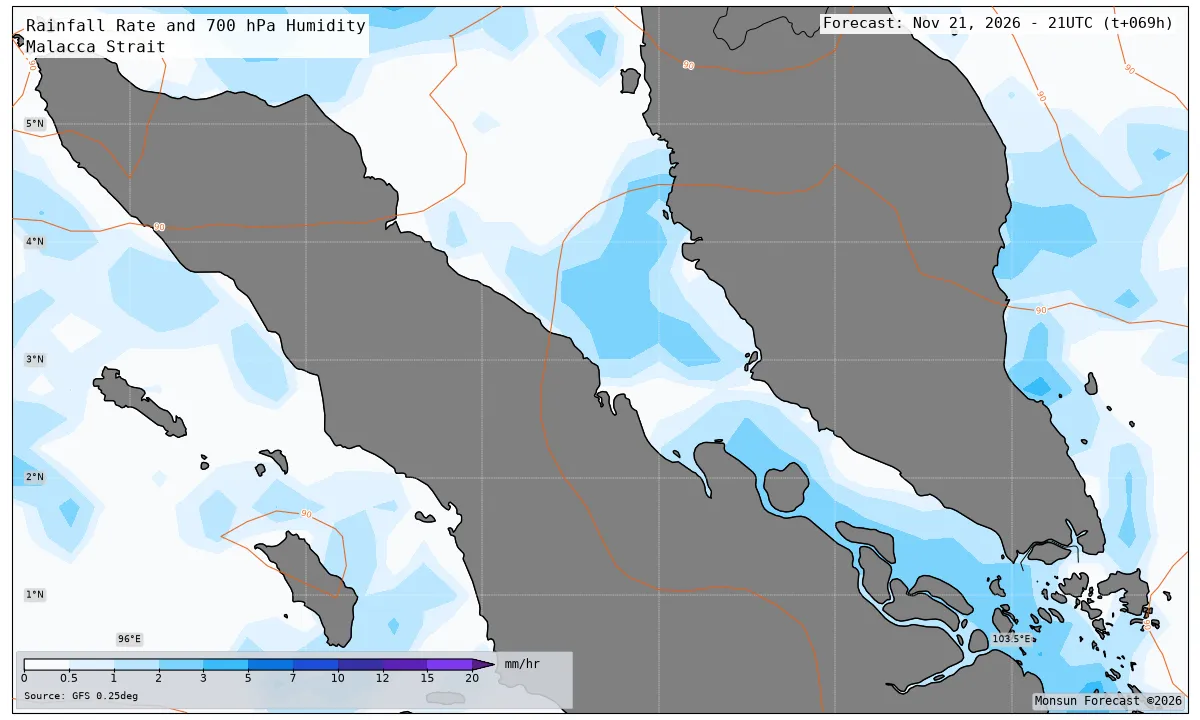 Rainfall Rate and 700 hPa Humidity
Malacca Strait
Forecast: Nov 21, 2026 - 21UTC (t+069h)
90
90
90
90
5°N
90
4°N
90
3°N
2°N
90
1°N
90
96°E
103.5°E
mm/hr
0 0.5 1 2 3 5 7 10 12 15 20
Source: GFS 0.25deg
Monsun Forecast ©2026